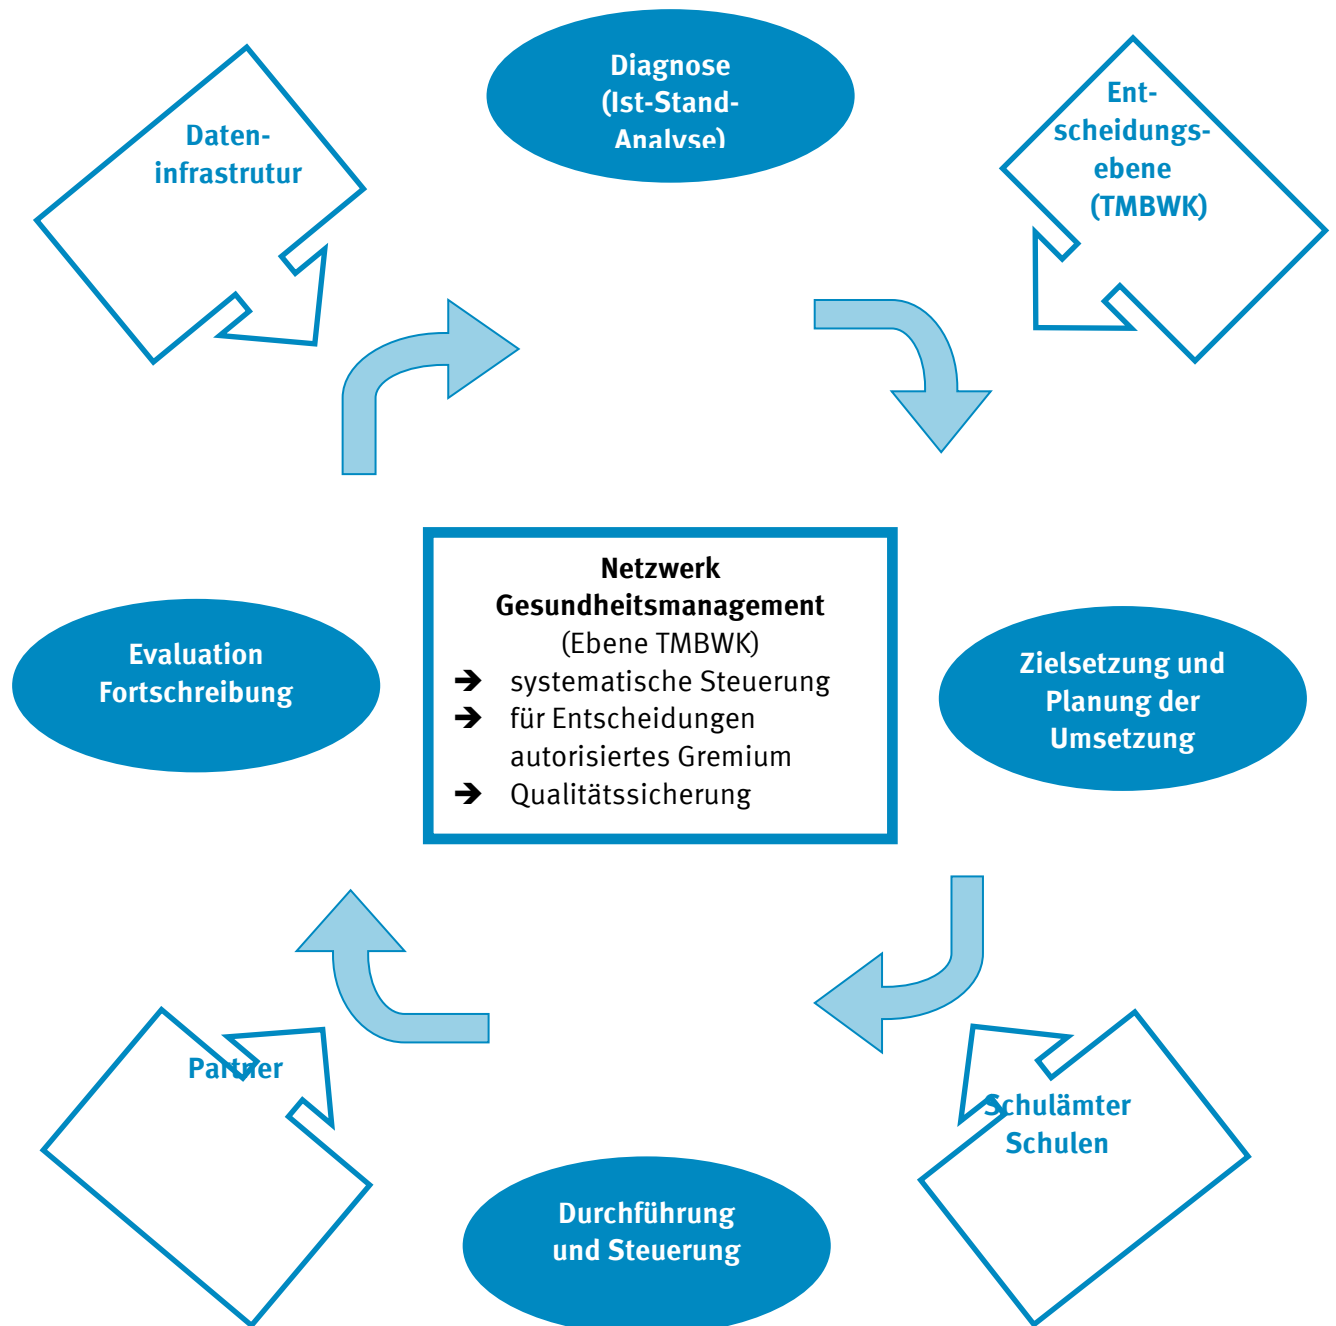 Diagnose
(Ist-Stand-
Analyse)
Daten-
infrastrutur
Ent-
scheidungs-
ebene
(TMBWK)
Netzwerk
Gesundheitsmanagement
(Ebene TMBWK)
➔ systematische Steuerung
➔ für Entscheidungen
autorisiertes Gremium
➔ Qualitätssicherung
Evaluation
Fortschreibung
Zielsetzung und
Planung der
Umsetzung
Partner
Schulämter
Schulen
Durchführung
und Steuerung